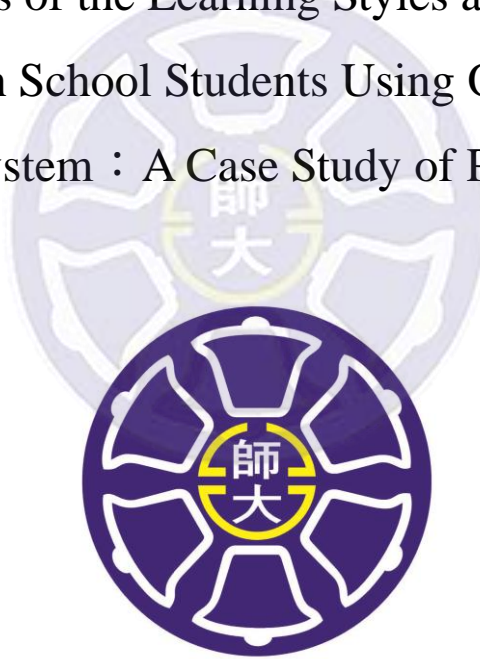 s of the Learning Styles a
h School Students Using
ystem：A Case Study of
師
大
師
大